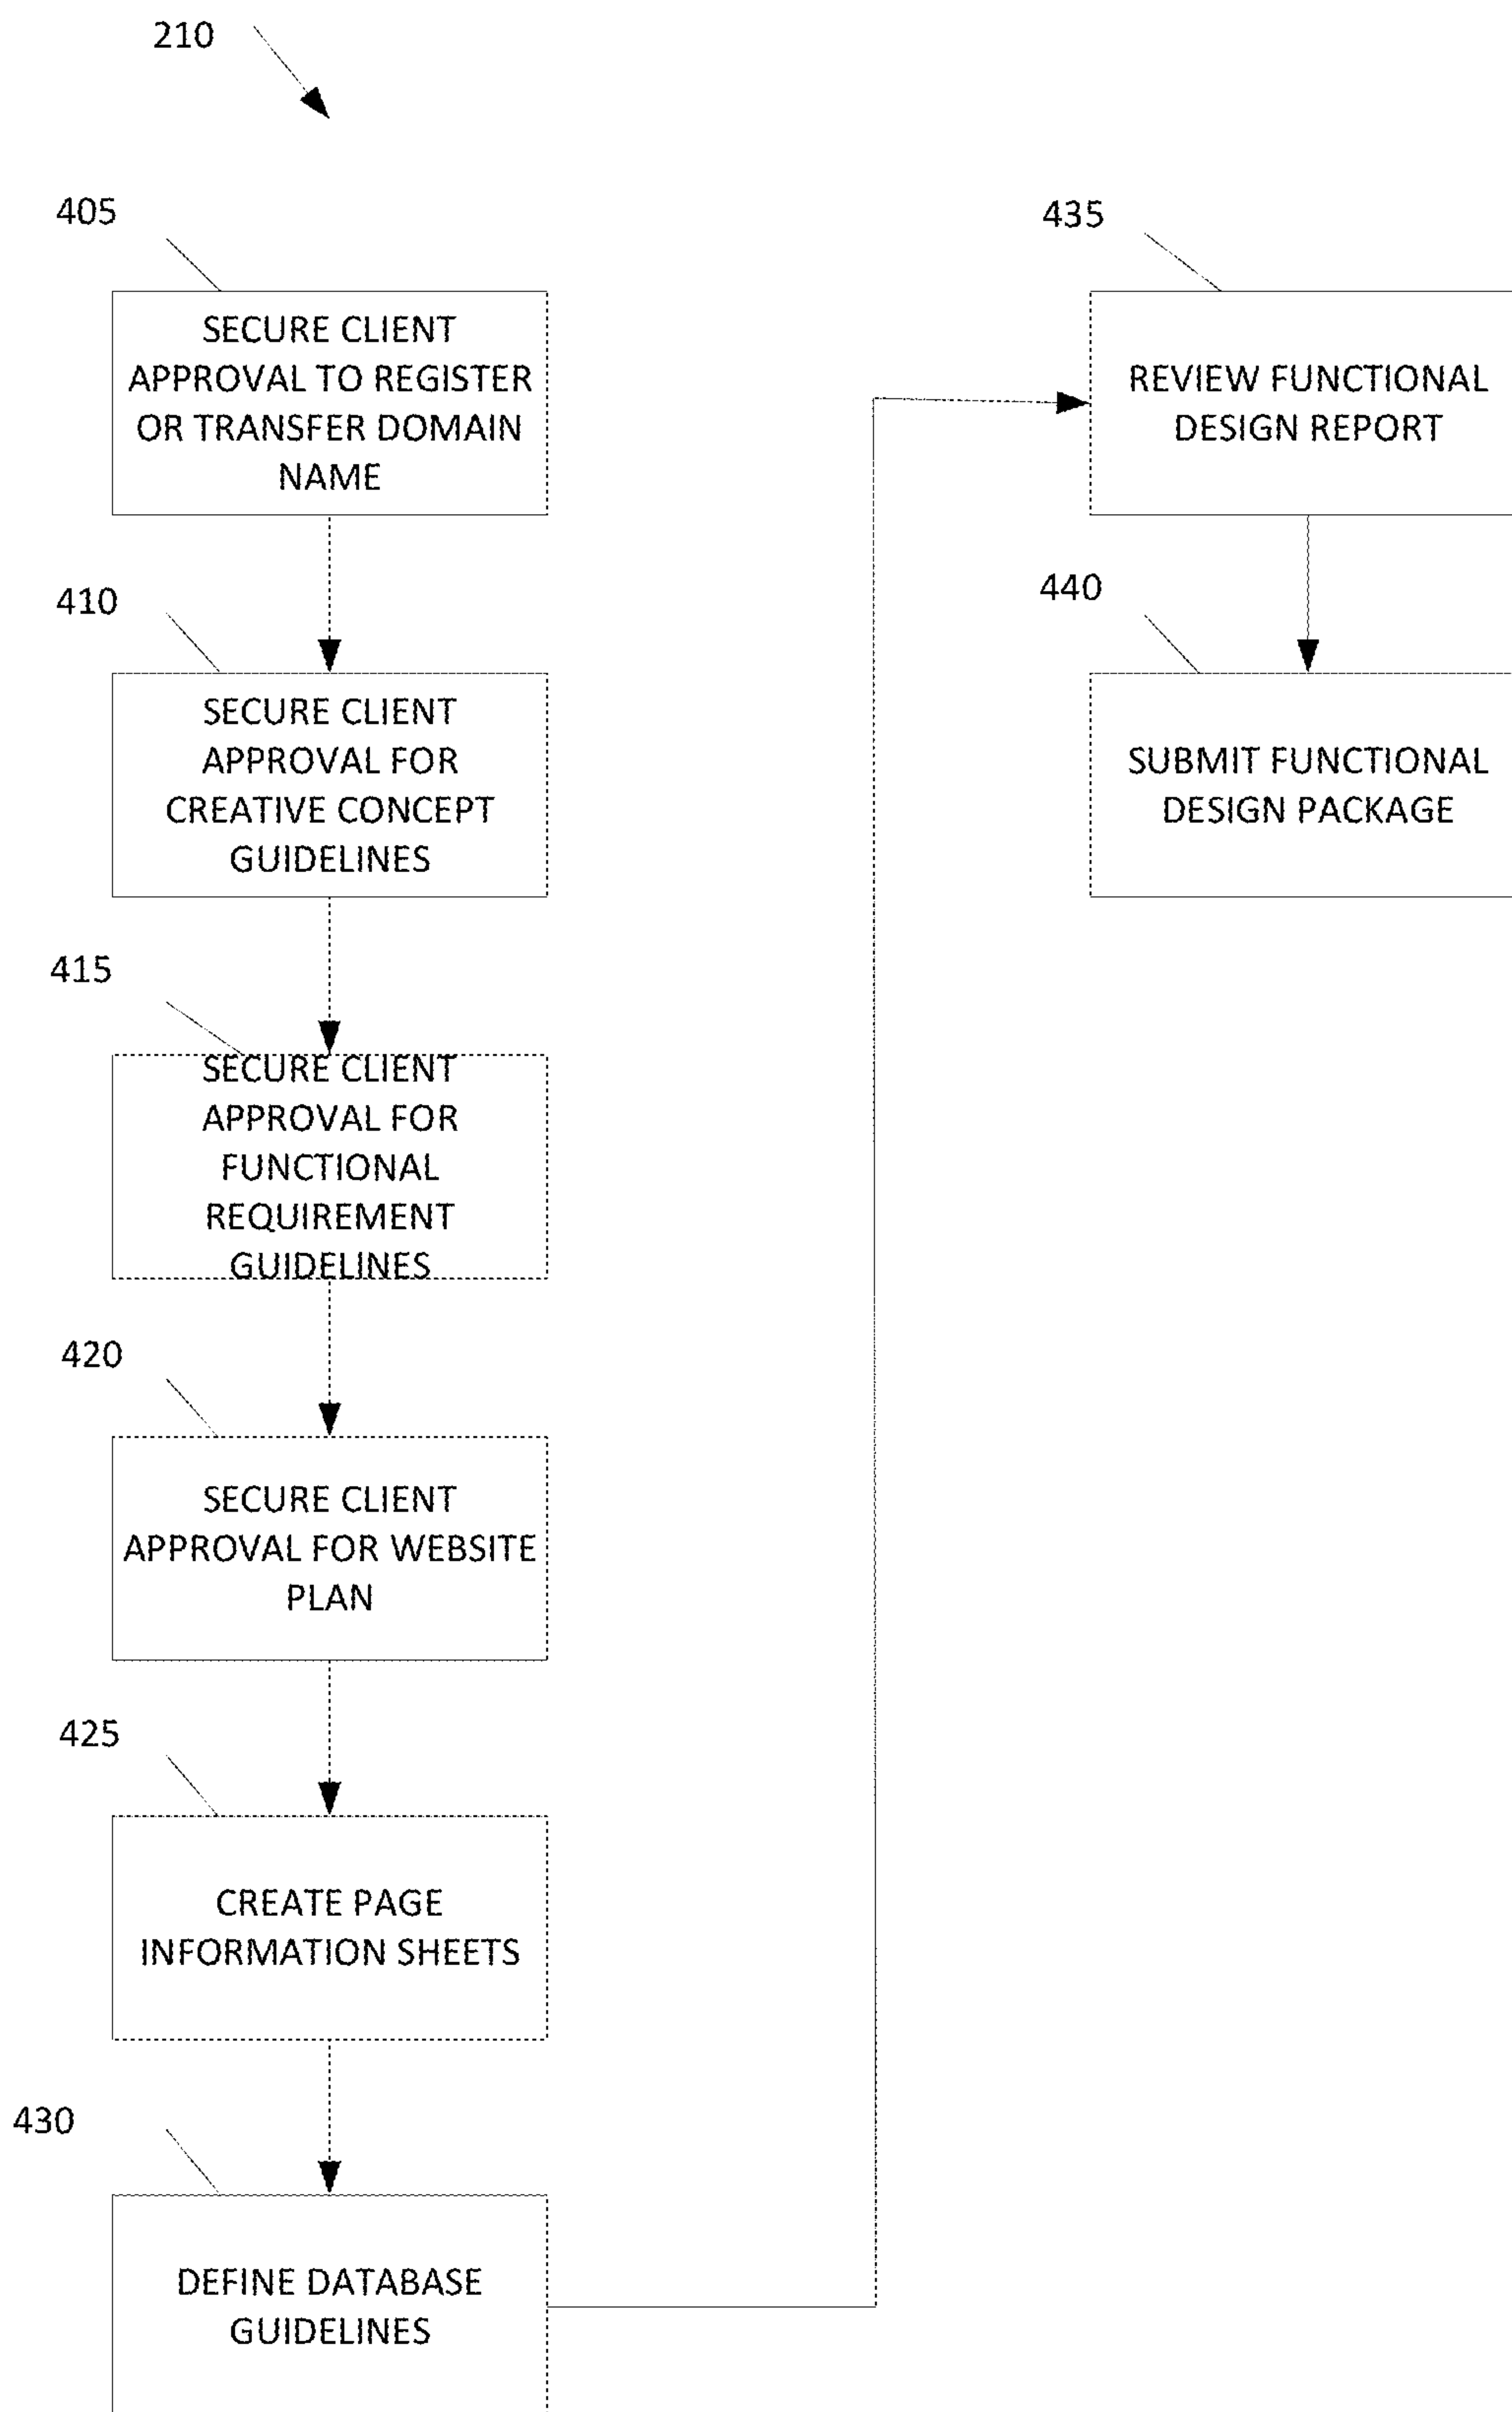 210
405
SECURE CLIENT
APPROVAL TO REGISTER
OR TRANSFER DOMAIN
NAME
410
SECURE CLIENT
APPROVAL FOR
CREATIVE CONCEPT
GUIDELINES
415
SECURE CLIENT
APPROVAL FOR
FUNCTIONAL
REQUIREMENT
GUIDELINES
420
SECURE CLIENT
APPROVAL FOR WEBSITE
PLAN
425
CREATE PAGE
INFORMATION SHEETS
430
DEFINE DATABASE
GUIDELINES
435
REVIEW FUNCTIONAL
DESIGN REPORT
440
SUBMIT FUNCTIONAL
DESIGN PACKAGE